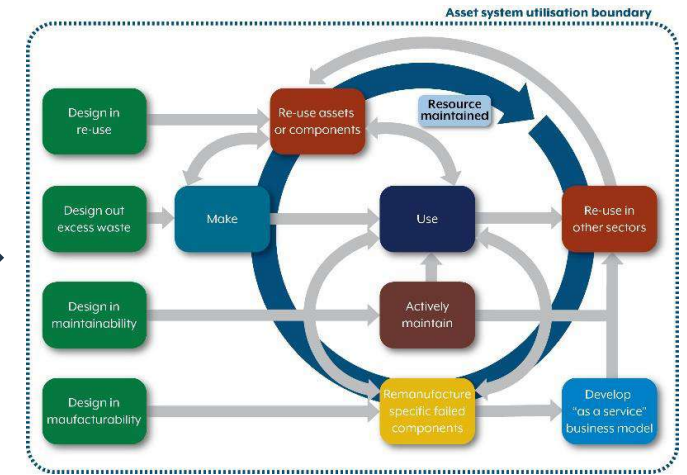 Asset system utilisation boundary
Design in
re-use
Re-use assets
or components
Resource
maintained
Design out
excess waste
Make
Use
Re-use in
other sectors
Design in
maintainability
Actively
maintain
Design in
maufacturability
Remanufacture
specific failed
components
Develop
"as a service"
business model